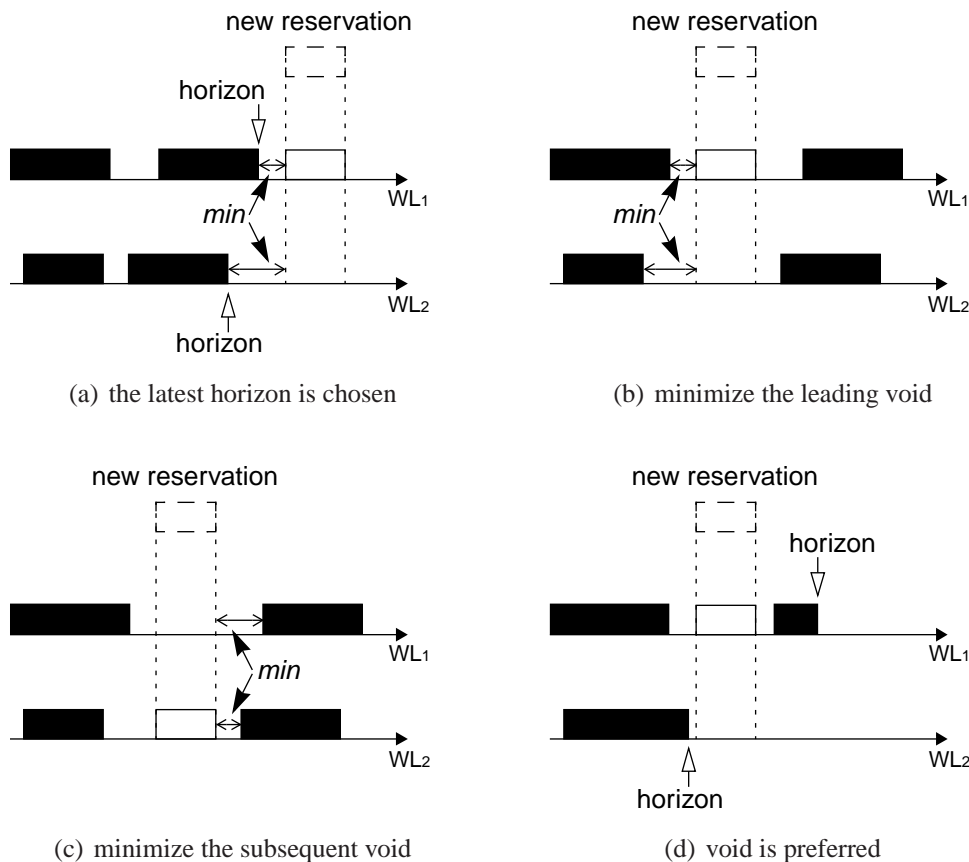 new reservation
horizon
WL1
min
WL2
horizon
(a) the latest horizon is chosen
new reservation
WL1
min
WL2
(b) minimize the leading void
new reservation
WL1
min
WL2
(c) minimize the subsequent void
new reservation
horizon
WL1
WL2
horizon
(d) void is preferred